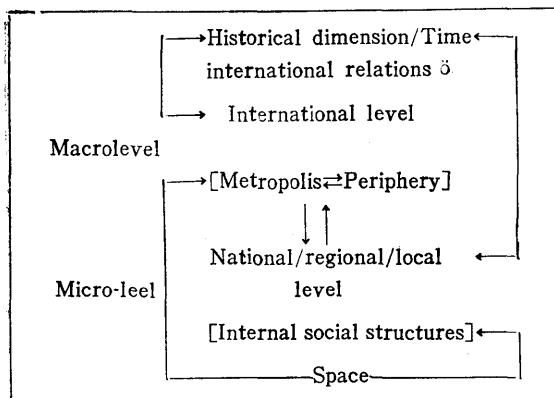 Historical dimension/Time
international relations ö
International level
Macrolevel
[Metropolis⇄Periphery]
National/regional/local
Micro-leel
level
[Internal social structures]
Space